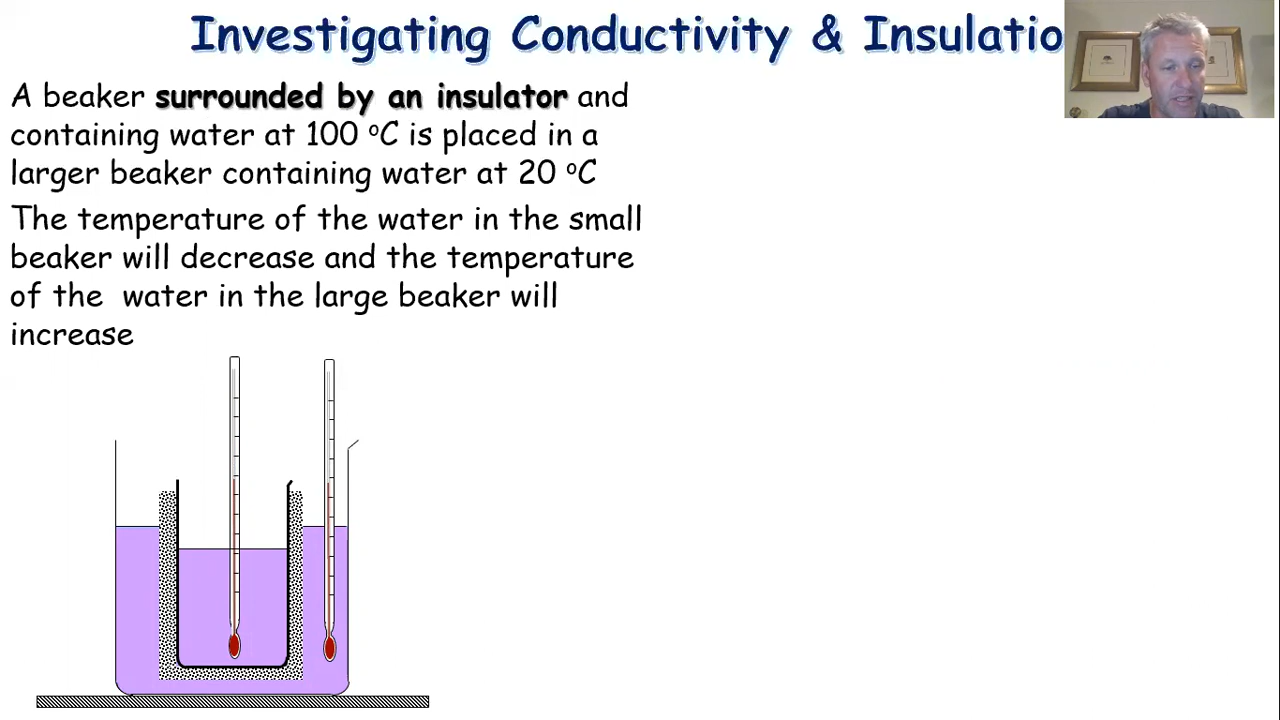 Investigating Conductivity & Insulatio
A beaker surrounded by an insulator and
containing water at 100 ºC is placed in a
larger beaker containing water at 20 ºC
The temperature of the water in the small
beaker will decrease and the temperature
of the  water in the large beaker will
increase